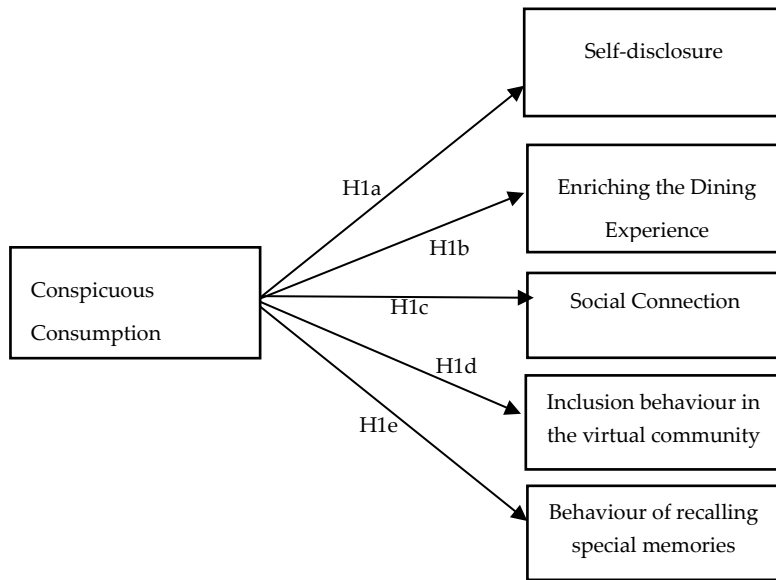 Self-disclosure
H1a
Enriching the Dining
Experience
H1b
Conspicuous
Consumption
Social Connection
H1c
H1d
Inclusion behaviour in
the virtual community
H1e
Behaviour of recalling
special memories